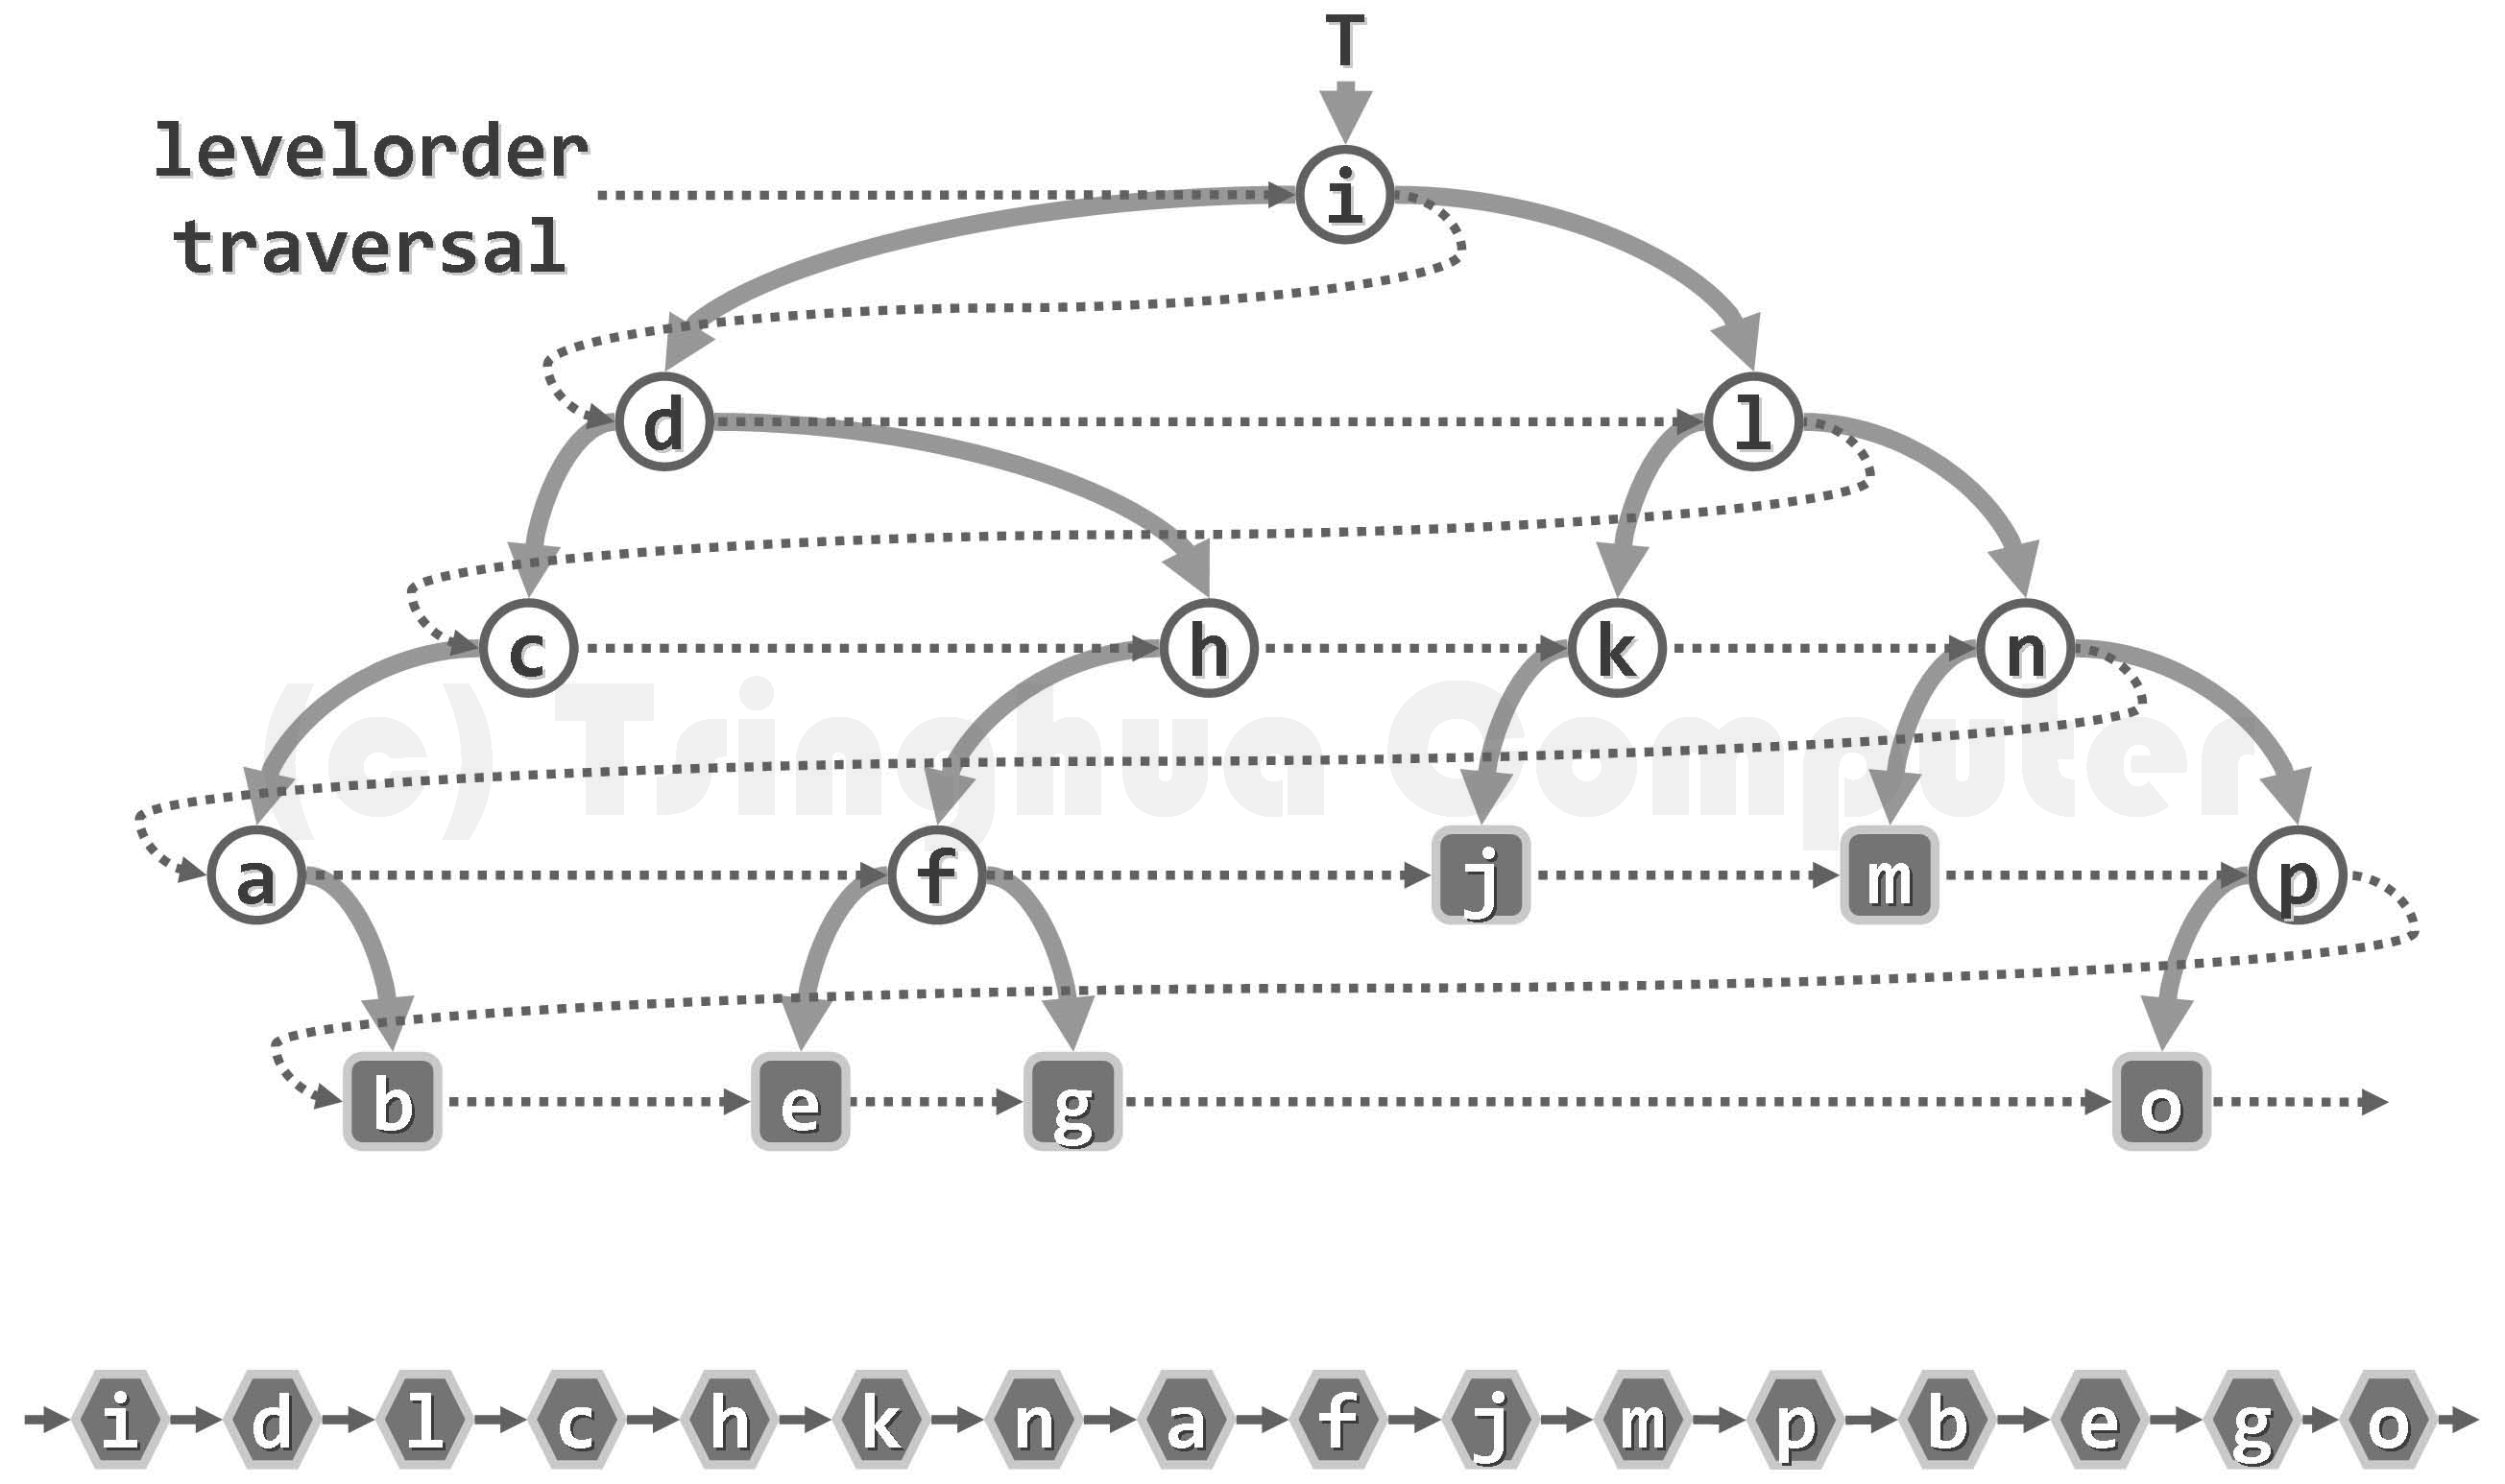 T
levelorder
traversal
i
d l
c h k n
a f j m p
b e g o
i d l c h k n a f j m p b e g o
(c) Tsinghua Computer